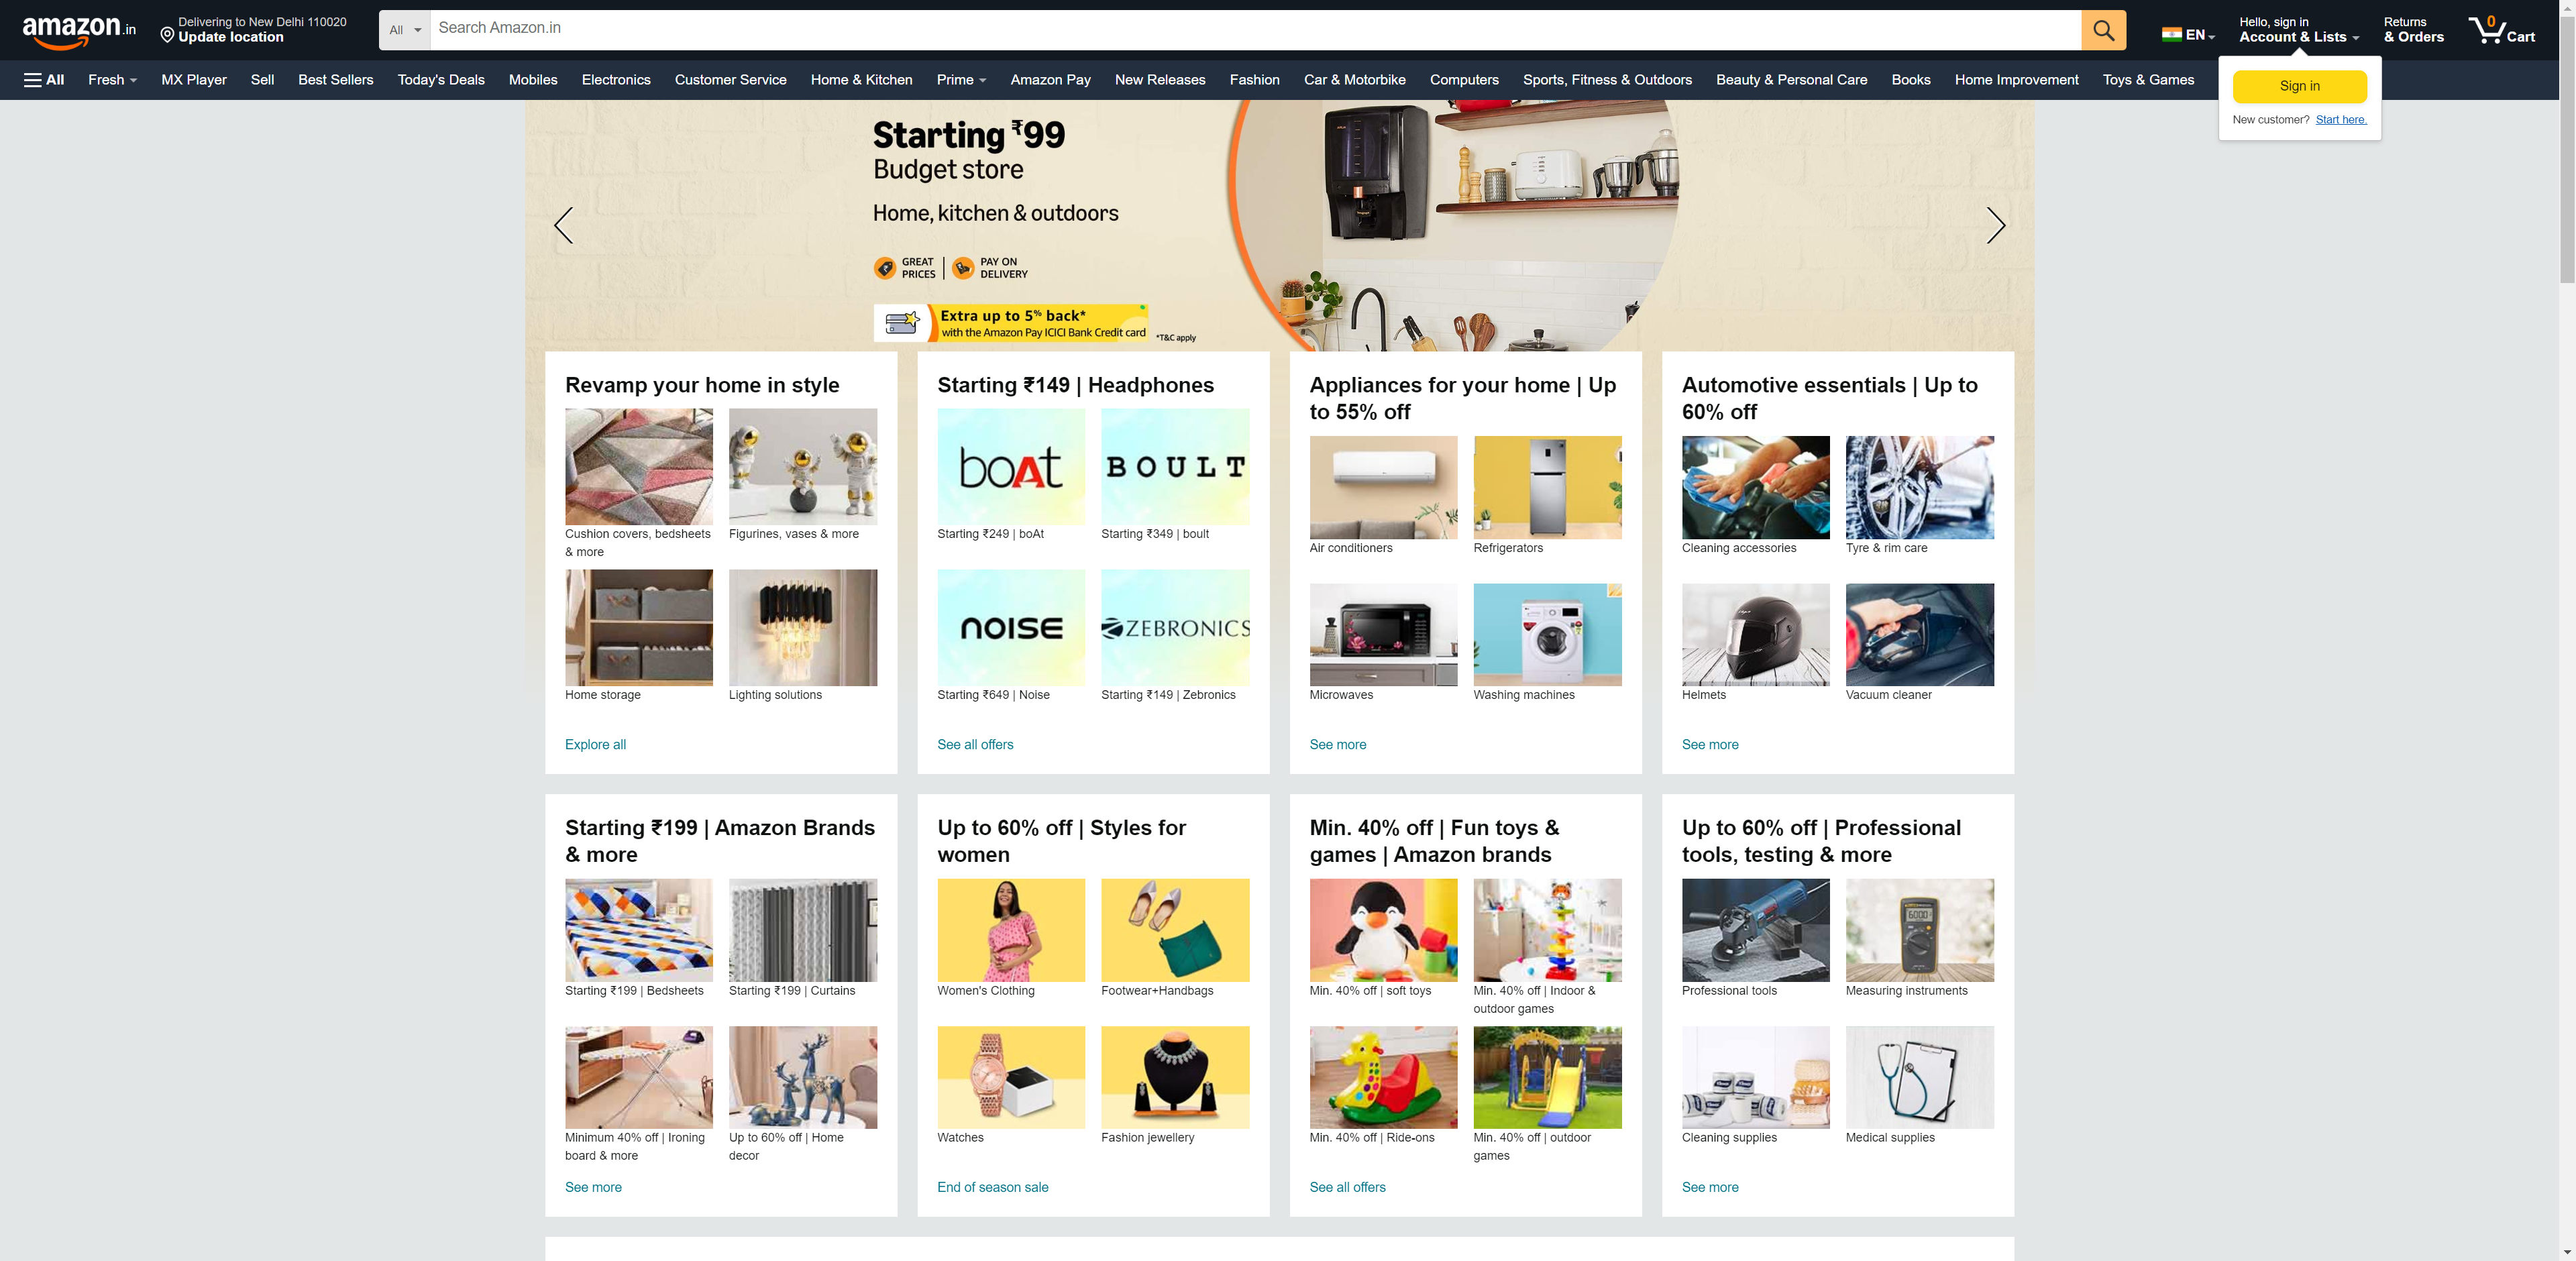 amazon.in
Delivering to New Delhi 110020
Update location
All
Search Amazon.in
EN
Hello, sign in
Account & Lists
Returns
& Orders
0
Cart
All
Fresh
MX Player
Sell
Best Sellers
Today's Deals
Mobiles
Electronics
Customer Service
Home & Kitchen
Prime
Amazon Pay
New Releases
Fashion
Car & Motorbike
Computers
Sports, Fitness & Outdoors
Beauty & Personal Care
Books
Home Improvement
Toys & Games
Sign in
New customer? Start here.
Starting ₹99
Budget store
Home, kitchen & outdoors
GREAT
PRICES
PAY ON
DELIVERY
Extra up to 5% back*
with the Amazon Pay ICICI Bank Credit card
*T&C apply
Revamp your home in style
Cushion covers, bedsheets
& more
Figurines, vases & more
Home storage
Lighting solutions
Explore all
Starting ₹149 | Headphones
boAt
BOULT
Starting ₹249 | boAt
Starting ₹349 | boult
NOISE
ZEBRONICS
Starting ₹649 | Noise
Starting ₹149 | Zebronics
See all offers
Appliances for your home | Up
to 55% off
Air conditioners
Refrigerators
Microwaves
Washing machines
See more
Automotive essentials | Up to
60% off
Cleaning accessories
Tyre & rim care
Helmets
Vacuum cleaner
See more
Starting ₹199 | Amazon Brands
& more
Starting ₹199 | Bedsheets
Starting ₹199 | Curtains
Minimum 40% off | Ironing
board & more
Up to 60% off | Home
decor
See more
Up to 60% off | Styles for
women
Women's Clothing
Footwear+Handbags
Watches
Fashion jewellery
End of season sale
Min. 40% off | Fun toys &
games | Amazon brands
Min. 40% off | soft toys
Min. 40% off | Indoor &
outdoor games
Min. 40% off | Ride-ons
Min. 40% off | outdoor
games
See all offers
Up to 60% off | Professional
tools, testing & more
6000
Professional tools
Measuring instruments
Cleaning supplies
Medical supplies
See more